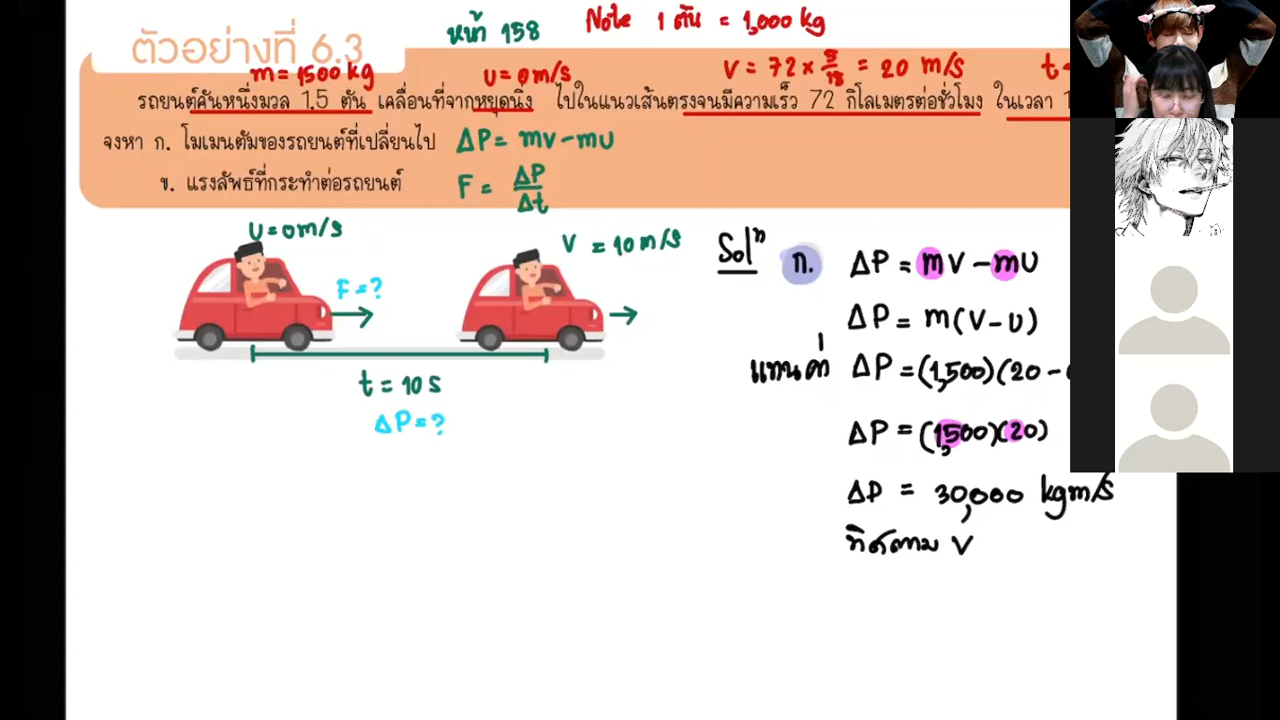 ตัวอย่างที่ 6.3
หน้า 158
Note 1 ตัน = 1,000 kg
m = 1500 kg
U = 0 m/s
V = 72 × 5/18 = 20 m/s
t =
รถยนต์คันหนึ่งมวล 1.5 ตัน เคลื่อนที่จากหยุดนิ่ง ไปในแนวเส้นตรงจนมีความเร็ว 72 กิโลเมตรต่อชั่วโมง ในเวลา 1
จงหา ก. โมเมนตัมของรถยนต์ที่เปลี่ยนไป ΔP = mV - mU
ข. แรงลัพธ์ที่กระทำต่อรถยนต์ F = ΔP/Δt
U = 0 m/s
V = 10 m/s
F = ?
t = 10 s
ΔP = ?
Solⁿ ก. ΔP = mV - mU
ΔP = m(V - U)
แทนค่า ΔP = (1,500)(20 -
ΔP = (1,500)(20)
ΔP = 30,000 kgm/s
ทิศตาม V